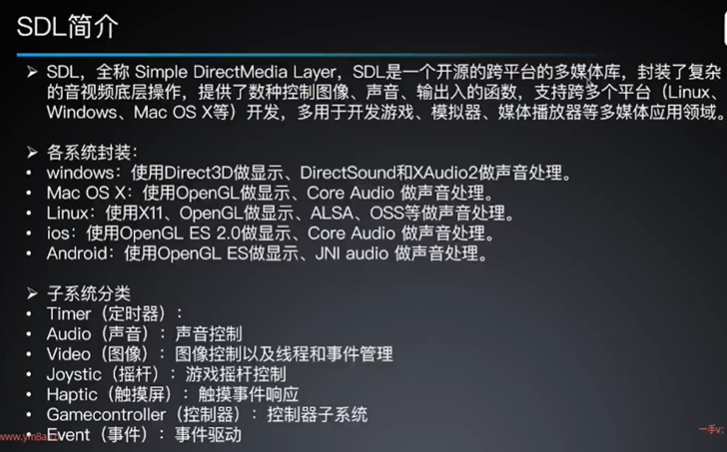 SDL简介
➤ SDL，全称 Simple DirectMedia Layer，SDL是一个开源的跨平台的多媒体库，封装了复杂
的音视频底层操作，提供了数种控制图像、声音、输出入的函数，支持跨多个平台（Linux、
Windows、Mac OS X等）开发，多用于开发游戏、模拟器、媒体播放器等多媒体应用领域。
➤ 各系统封装：
• windows：使用Direct3D做显示、DirectSound和XAudio2做声音处理。
• Mac OS X：使用OpenGL做显示、Core Audio 做声音处理。
• Linux：使用X11、OpenGL做显示、ALSA、OSS等做声音处理。
• ios：使用OpenGL ES 2.0做显示、Core Audio 做声音处理。
• Android：使用OpenGL ES做显示、JNI audio 做声音处理。
➤ 子系统分类
• Timer（定时器）：
• Audio（声音）：声音控制
• Video（图像）：图像控制以及线程和事件管理
• Joystic（摇杆）：游戏摇杆控制
• Haptic（触摸屏）：触摸事件响应
• Gamecontroller（控制器）：控制器子系统
• Event（事件）：事件驱动
一手v: